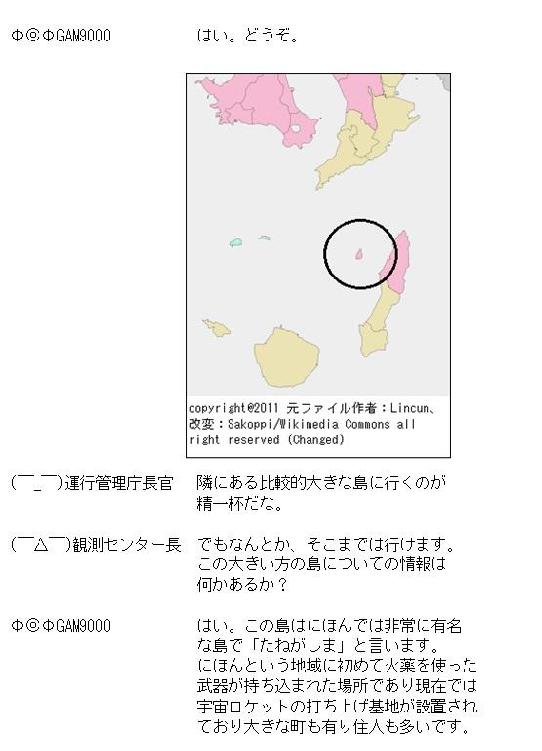 Φ@ΦGAM9000 はい。どうぞ。
copyright@2011 元ファイル作者：Lincun、
改変：Sakoppi/Wikimedia Commons all
right reserved (Changed)
(￣_￣)運行管理庁長官 隣にある比較的大きな島に行くのが
精一杯だな。
(￣△￣)観測センター長 でもなんとか、そこまでは行けます。
この大きい方の島についての情報は
何かあるか？
Φ@ΦGAM9000 はい。この島はにほんでは非常に有名
な島で「たねがしま」と言います。
にほんという地域に初めて火薬を使った
武器が持ち込まれた場所であり現在では
宇宙ロケットの打ち上げ基地が設置され
ており大きな町も有り住人も多いです。